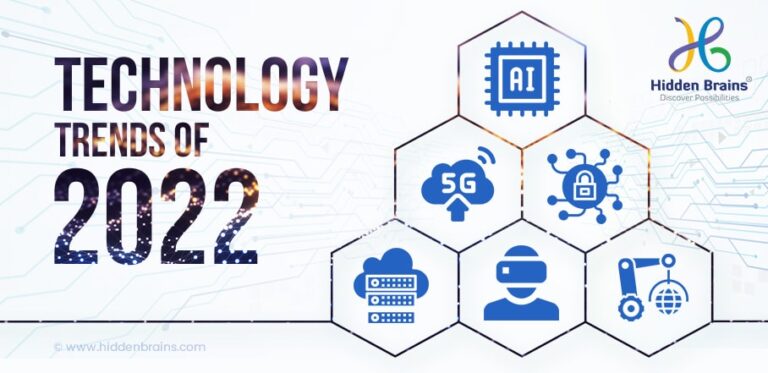 TECHNOLOGY
TRENDS OF
2022
AI
5G
Hidden Brains®
Discover Possibilities
© www.hiddenbrains.com